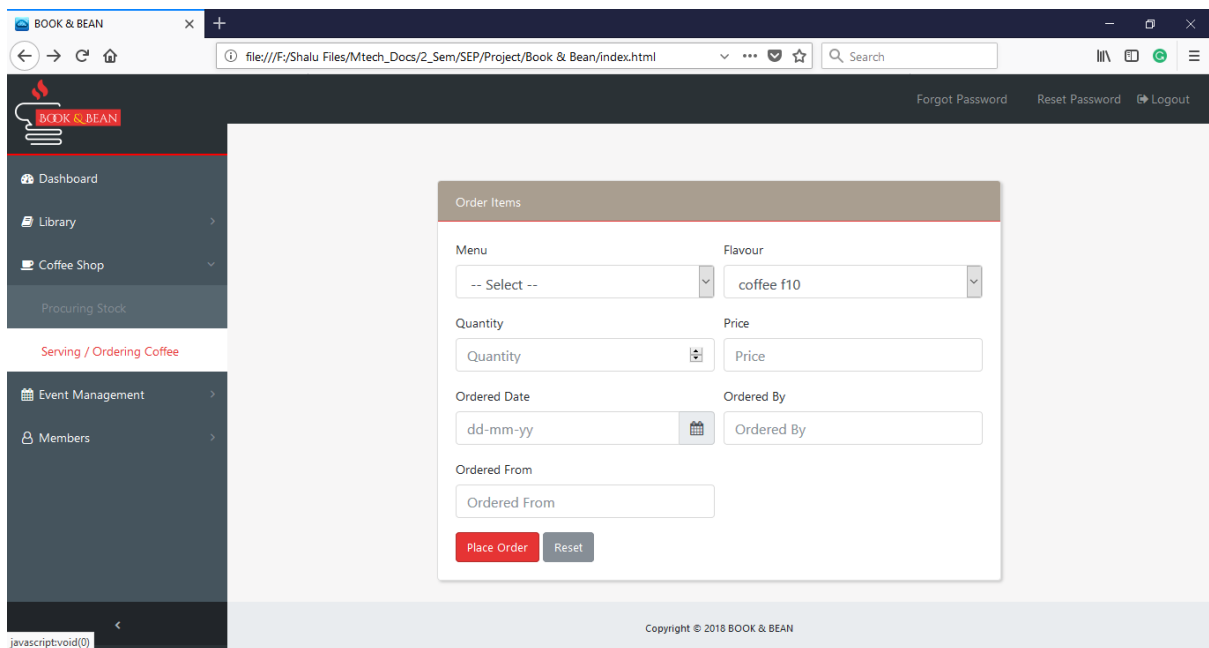 BOOK & BEAN
file:///F:/Shalu Files/Mtech_Docs/2_Sem/SEP/Project/Book & Bean/index.html
Search
BOOK & BEAN
Forgot Password Reset Password Logout
Dashboard
Library
Coffee Shop
Procuring Stock
Serving / Ordering Coffee
Event Management
Members
Order Items
Menu Flavour
-- Select -- coffee f10
Quantity Price
Quantity Price
Ordered Date Ordered By
dd-mm-yy Ordered By
Ordered From
Ordered From
Place Order Reset
Copyright © 2018 BOOK & BEAN
javascript:void(0)